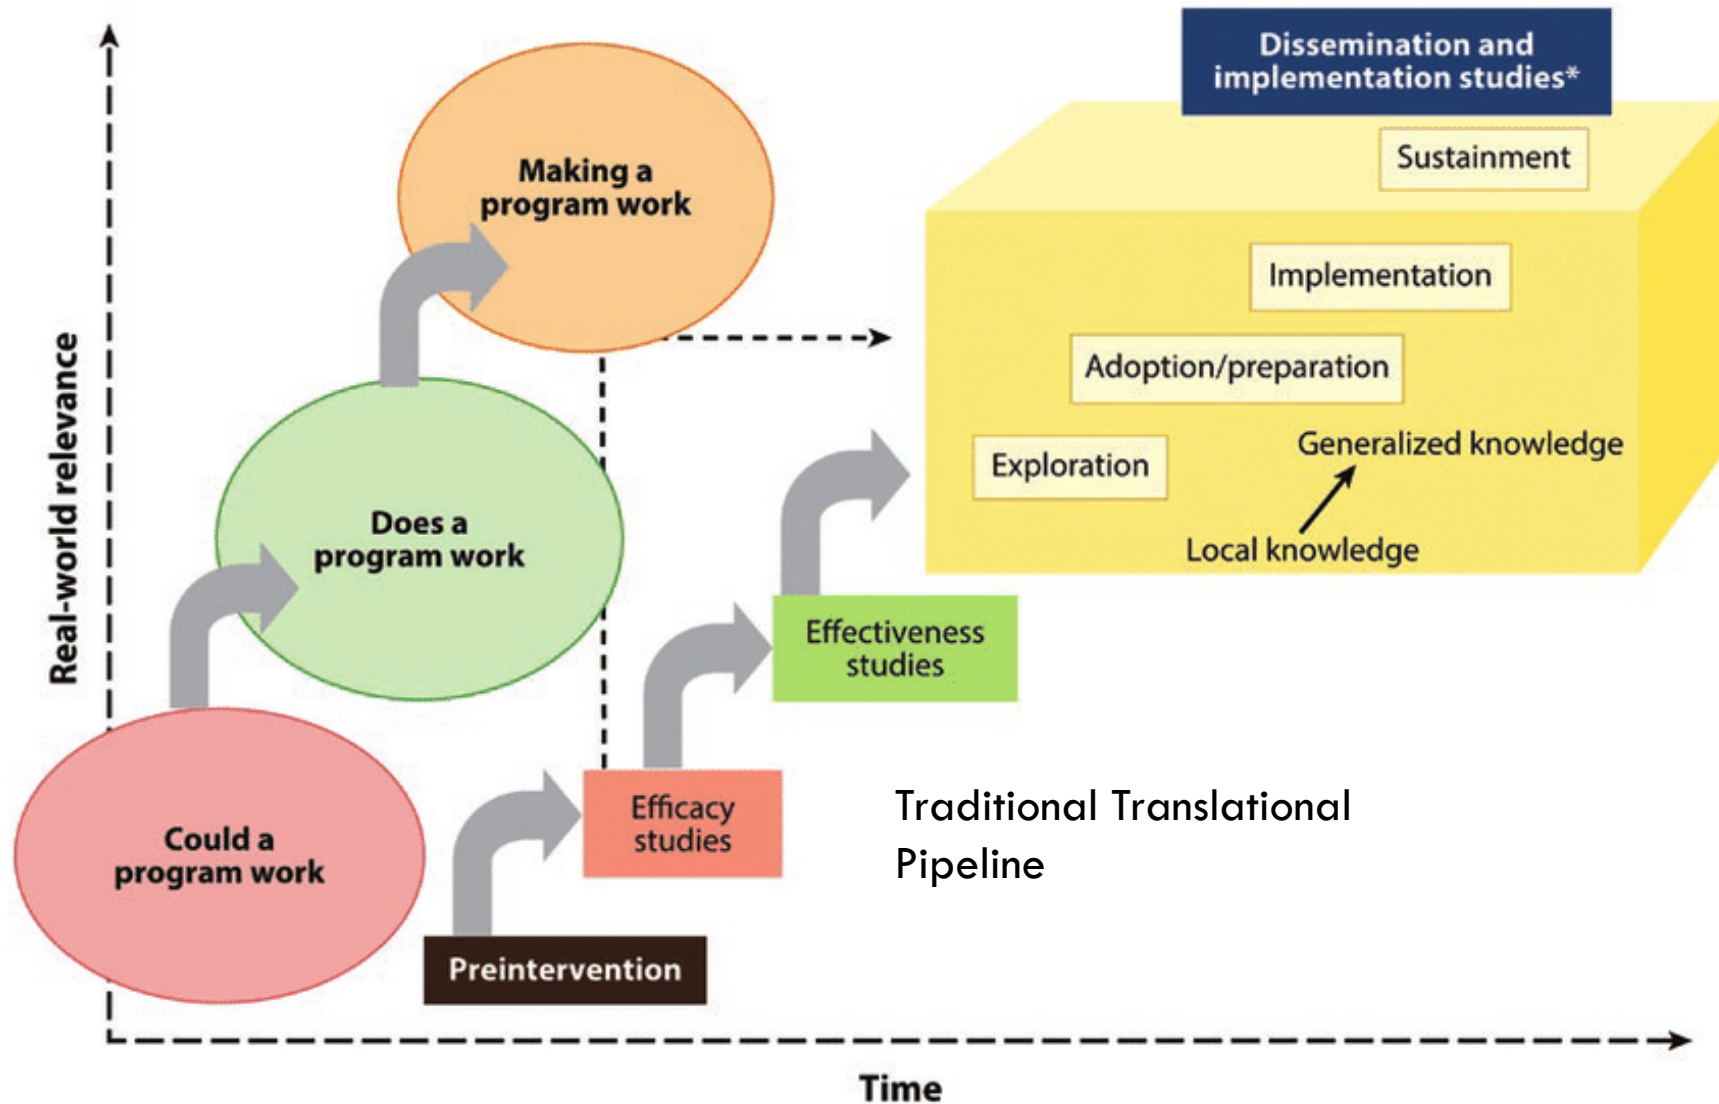 Dissemination and
implementation studies*
Sustainment
Making a
program work
Implementation
Adoption/preparation
Generalized knowledge
Exploration
Local knowledge
Real-world relevance
Does a
program work
Effectiveness
studies
Efficacy
studies
Traditional Translational
Pipeline
Could a
program work
Preintervention
Time